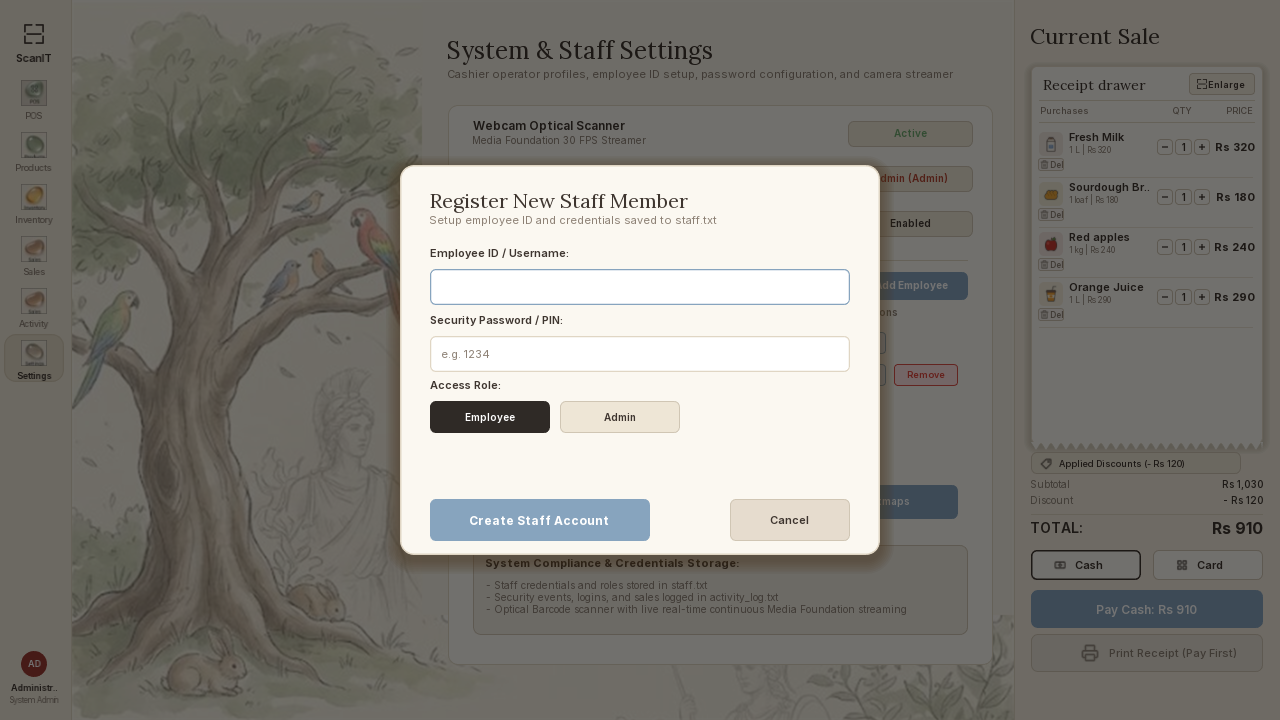 ScanIT
POS
Products
Inventory
Sales
Activity
Settings
AD
Administr..
System Admin
System & Staff Settings
Cashier operator profiles, employee ID setup, password configuration, and camera streamer
Webcam Optical Scanner
Media Foundation 30 FPS Streamer
Active
dmin (Admin)
Enabled
dd Employee
ons
Remove
maps
Register New Staff Member
Setup employee ID and credentials saved to staff.txt
Employee ID / Username:
Security Password / PIN:
e.g. 1234
Access Role:
Employee
Admin
Create Staff Account
Cancel
System Compliance & Credentials Storage:
- Staff credentials and roles stored in staff.txt
- Security events, logins, and sales logged in activity_log.txt
- Optical Barcode scanner with live real-time continuous Media Foundation streaming
Current Sale
Receipt drawer
Enlarge
Purchases QTY PRICE
Fresh Milk
1 L | Rs 320
- 1 + Rs 320
Del
Sourdough Br..
1 loaf | Rs 180
- 1 + Rs 180
Del
Red apples
1 kg | Rs 240
- 1 + Rs 240
Del
Orange Juice
1 L | Rs 290
- 1 + Rs 290
Del
Applied Discounts (- Rs 120)
Subtotal Rs 1,030
Discount - Rs 120
TOTAL: Rs 910
Cash
Card
Pay Cash: Rs 910
Print Receipt (Pay First)